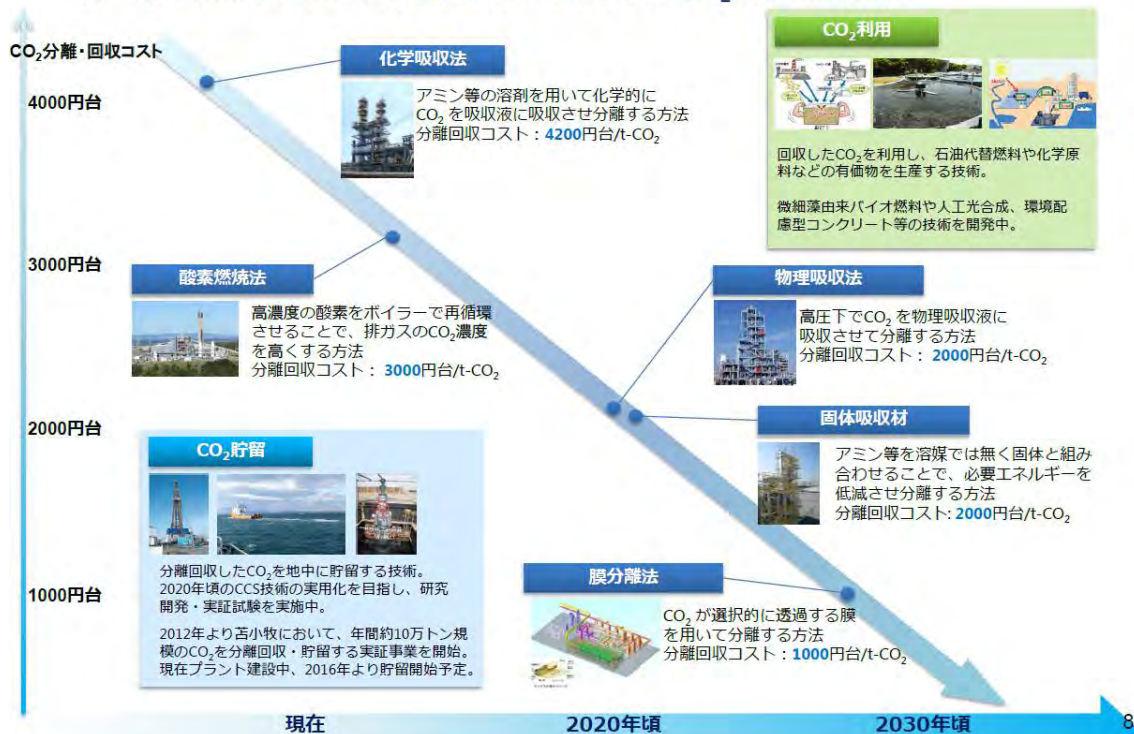 CO₂分離・回収コスト
4000円台
3000円台
2000円台
1000円台
化学吸収法
アミン等の溶剤を用いて化学的に
CO₂ を吸収液に吸収させ分離する方法
分離回収コスト：4200円台/t-CO₂
CO₂利用
回収したCO₂を利用し、石油代替燃料や化学原
料などの有価物を生産する技術。
微細藻由来バイオ燃料や人工光合成、環境配
慮型コンクリート等の技術を開発中。
酸素燃焼法
高濃度の酸素をボイラーで再循環
させることで、排ガスのCO₂濃度
を高くする方法
分離回収コスト： 3000円台/t-CO₂
物理吸収法
高圧下でCO₂ を物理吸収液に
吸収させて分離する方法
分離回収コスト： 2000円台/t-CO₂
固体吸収材
アミン等を溶媒では無く固体と組み
合わせることで、必要エネルギーを
低減させ分離する方法
分離回収コスト: 2000円台/t-CO₂
CO₂貯留
分離回収したCO₂を地中に貯留する技術。
2020年頃のCCS技術の実用化を目指し、研究
開発・実証試験を実施中。
2012年より苫小牧において、年間約10万トン規
模のCO₂を分離回収・貯留する実証事業を開始。
現在プラント建設中、2016年より貯留開始予定。
膜分離法
CO₂ が選択的に透過する膜
を用いて分離する方法
分離回収コスト：1000円台/t-CO₂
現在
2020年頃
2030年頃
8